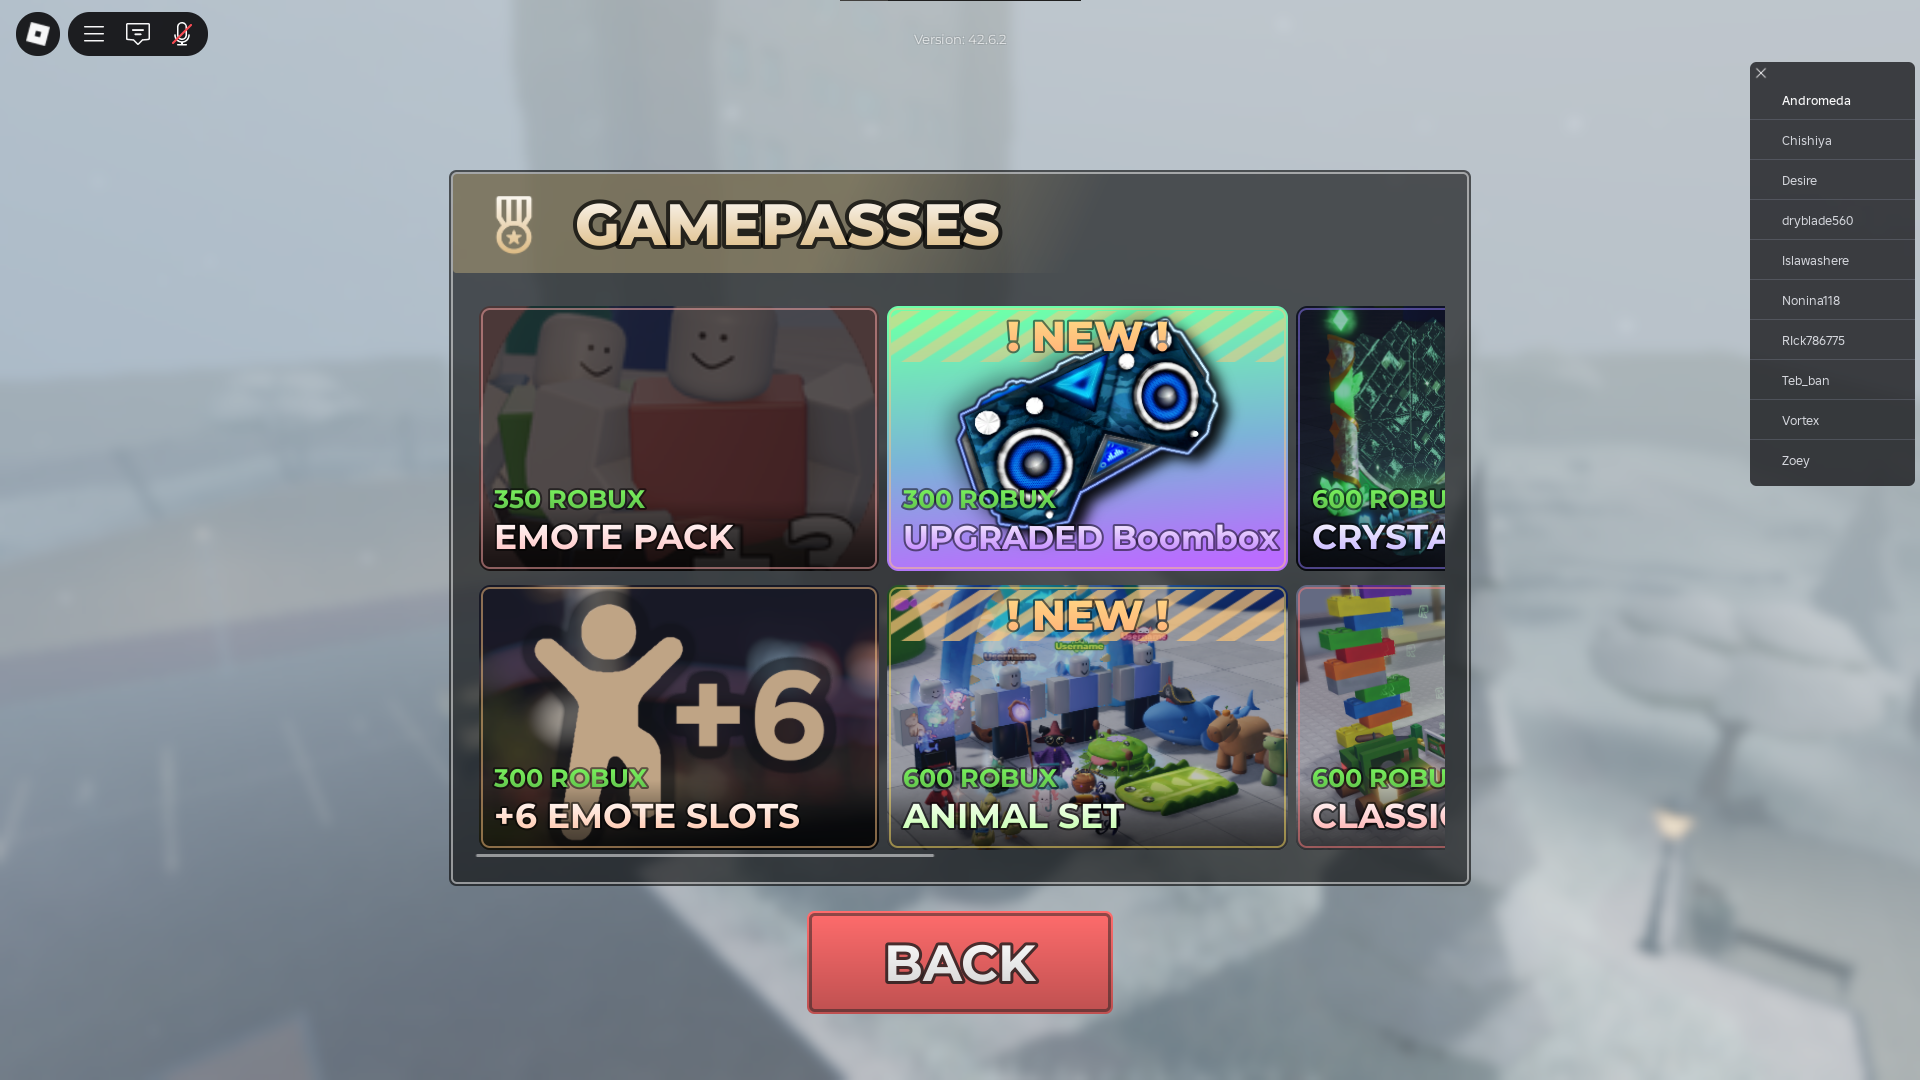 Version: 42.6.2
Andromeda
Chishiya
Desire
dryblade560
Islawashere
Nonina118
RIck786775
Teb_ban
Vortex
Zoey
GAMEPASSES
350 ROBUX
EMOTE PACK
! NEW !
300 ROBUX
UPGRADED Boombox
600 ROBU
CRYSTA
+6
300 ROBUX
+6 EMOTE SLOTS
! NEW !
Username
Username
600 ROBUX
ANIMAL SET
600 ROBU
CLASSIC
BACK